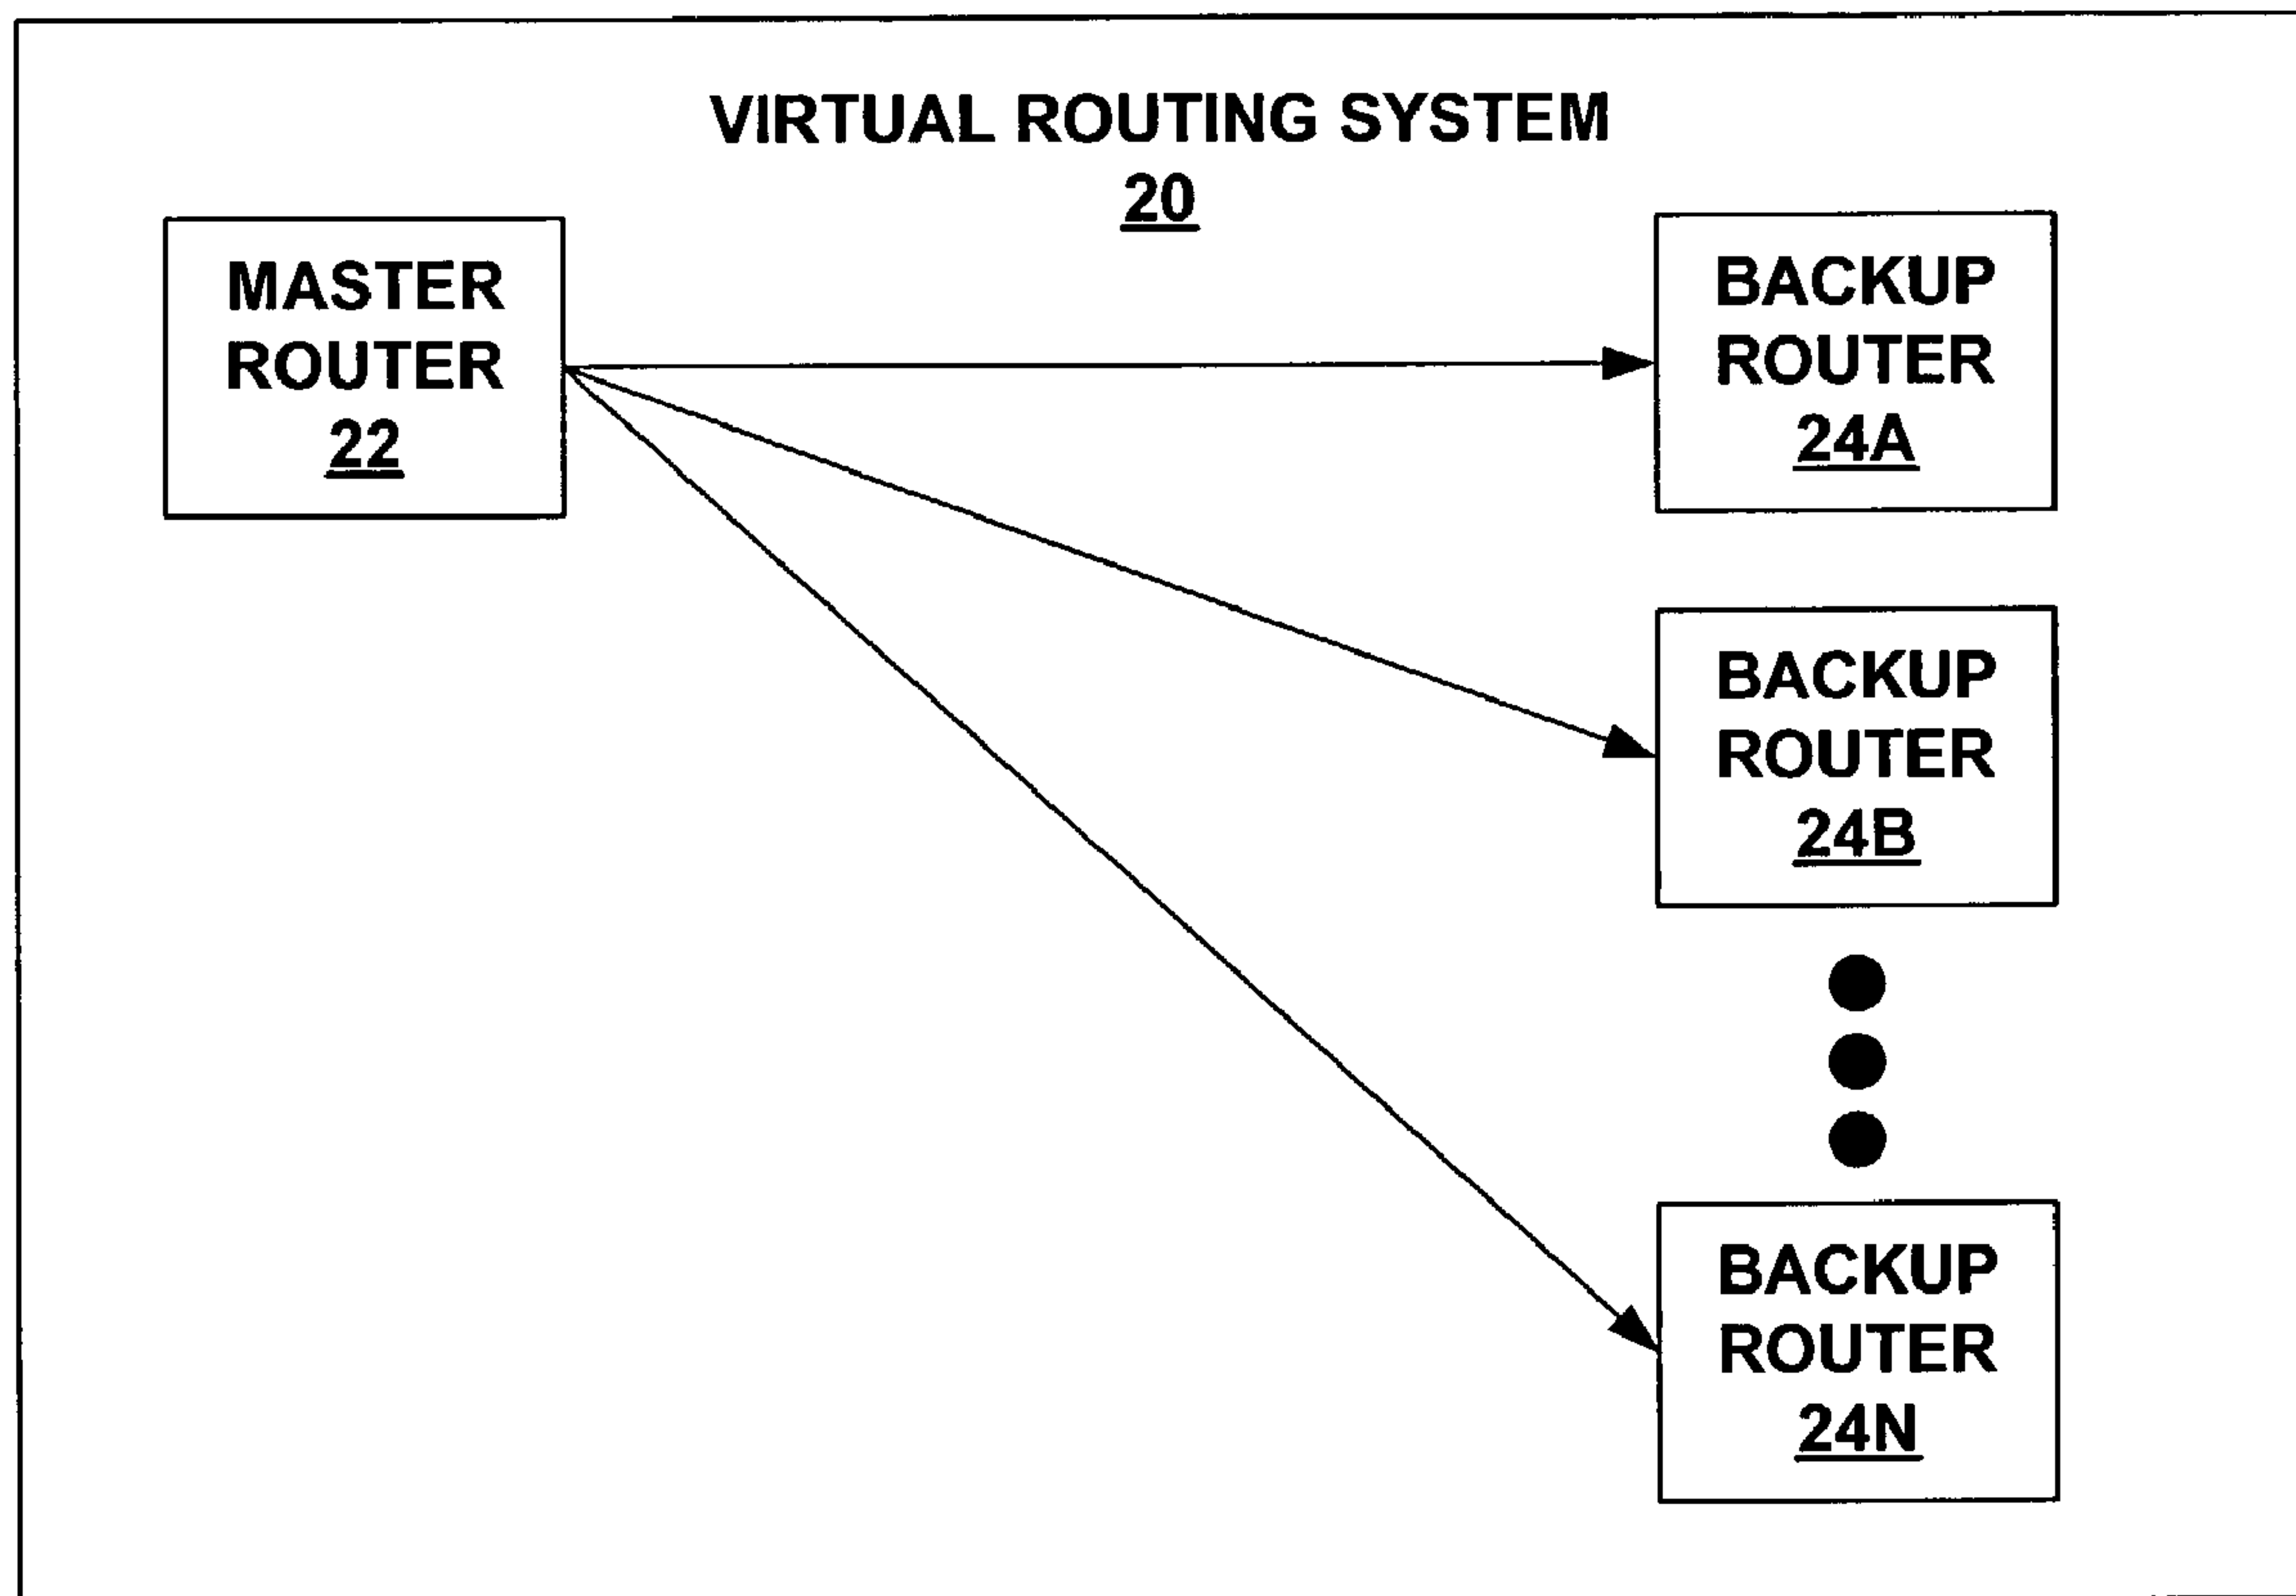 VIRTUAL ROUTING SYSTEM
20
MASTER
ROUTER
22
BACKUP
ROUTER
24A
BACKUP
ROUTER
24B
BACKUP
ROUTER
24N